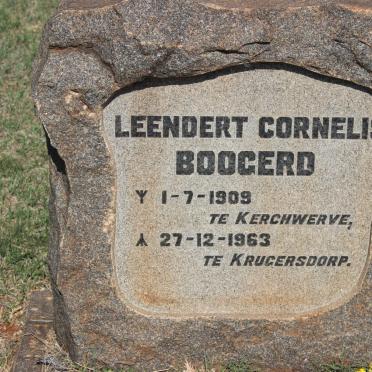 LEENDERT CORNELIS
BOOGERD
ᛉ 1-7-1909
TE KERCHWERVE,
ᛣ 27-12-1963
TE KRUGERSDORP.